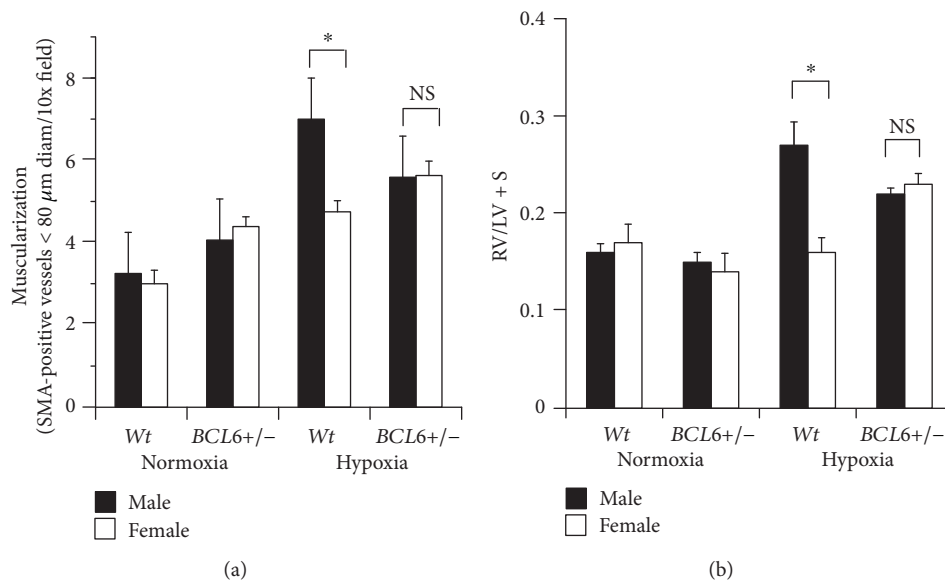 Muscularization
(SMA-positive vessels < 80 μm diam/10x field)
8
6
4
2
0
*
NS
Wt
BCL6+/−
Wt
BCL6+/−
Normoxia
Hypoxia
Male
Female
(a)
RV/LV + S
0.4
0.3
0.2
0.1
0
*
NS
Wt
BCL6+/−
Wt
BCL6+/−
Normoxia
Hypoxia
Male
Female
(b)